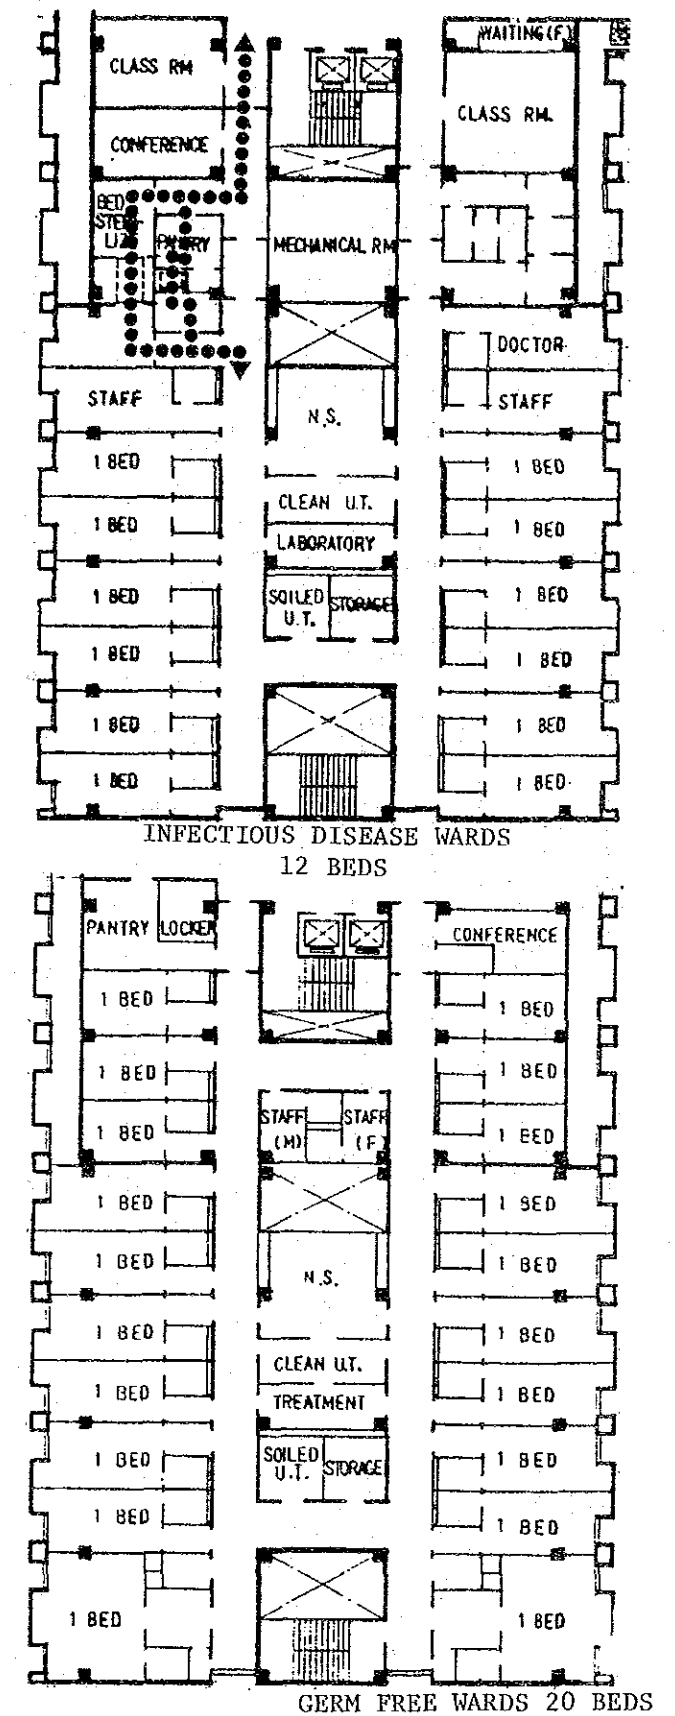 WAITING (F)
CLASS RM
CLASS RM.
CONFERENCE
BED
STERI
LIZ
PANTRY
MECHANICAL RM
DOCTOR
STAFF
STAFF
N.S.
1 BED
1 BED
CLEAN U.T.
1 BED
1 BED
LABORATORY
1 BED
SOILED
U.T.
STORAGE
1 BED
1 BED
1 BED
1 BED
1 BED
1 BED
1 BED
INFECTIOUS DISEASE WARDS
12 BEDS
PANTRY
LOCKER
CONFERENCE
1 BED
1 BED
1 BED
1 BED
STAFF
(M)
STAFF
(F)
1 BED
1 BED
1 BED
1 BED
1 BED
1 BED
N.S.
1 BED
1 BED
CLEAN U.T.
1 BED
TREATMENT
1 BED
1 BED
SOILED
U.T.
STORAGE
1 BED
1 BED
1 BED
1 BED
1 BED
GERM FREE WARDS 20 BEDS